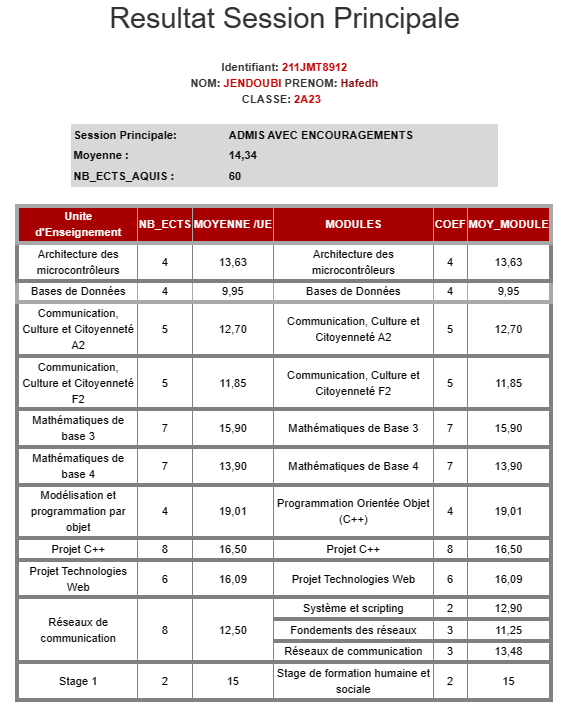 Resultat Session Principale
Identifiant: 211JMT8912
NOM: JENDOUBI PRENOM: Hafedh
CLASSE: 2A23
Session Principale: ADMIS AVEC ENCOURAGEMENTS
Moyenne : 14,34
NB_ECTS_AQUIS : 60
Unite d'Enseignement NB_ECTS MOYENNE /UE MODULES COEF MOY_MODULE
Architecture des microcontrôleurs 4 13,63 Architecture des microcontrôleurs 4 13,63
Bases de Données 4 9,95 Bases de Données 4 9,95
Communication, Culture et Citoyenneté A2 5 12,70 Communication, Culture et Citoyenneté A2 5 12,70
Communication, Culture et Citoyenneté F2 5 11,85 Communication, Culture et Citoyenneté F2 5 11,85
Mathématiques de base 3 7 15,90 Mathématiques de Base 3 7 15,90
Mathématiques de base 4 7 13,90 Mathématiques de Base 4 7 13,90
Modélisation et programmation par objet 4 19,01 Programmation Orientée Objet (C++) 4 19,01
Projet C++ 8 16,50 Projet C++ 8 16,50
Projet Technologies Web 6 16,09 Projet Technologies Web 6 16,09
Réseaux de communication 8 12,50 Système et scripting 2 12,90
Fondements des réseaux 3 11,25
Réseaux de communication 3 13,48
Stage 1 2 15 Stage de formation humaine et sociale 2 15